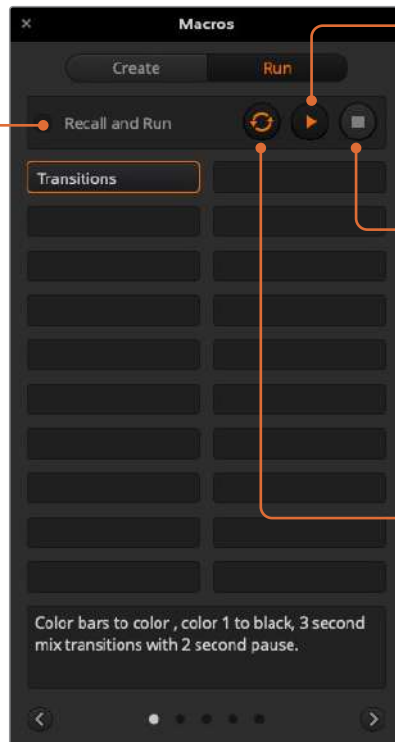 Macros
Create
Run
Recall and Run
Transitions
Color bars to color , color 1 to black, 3 second
mix transitions with 2 second pause.